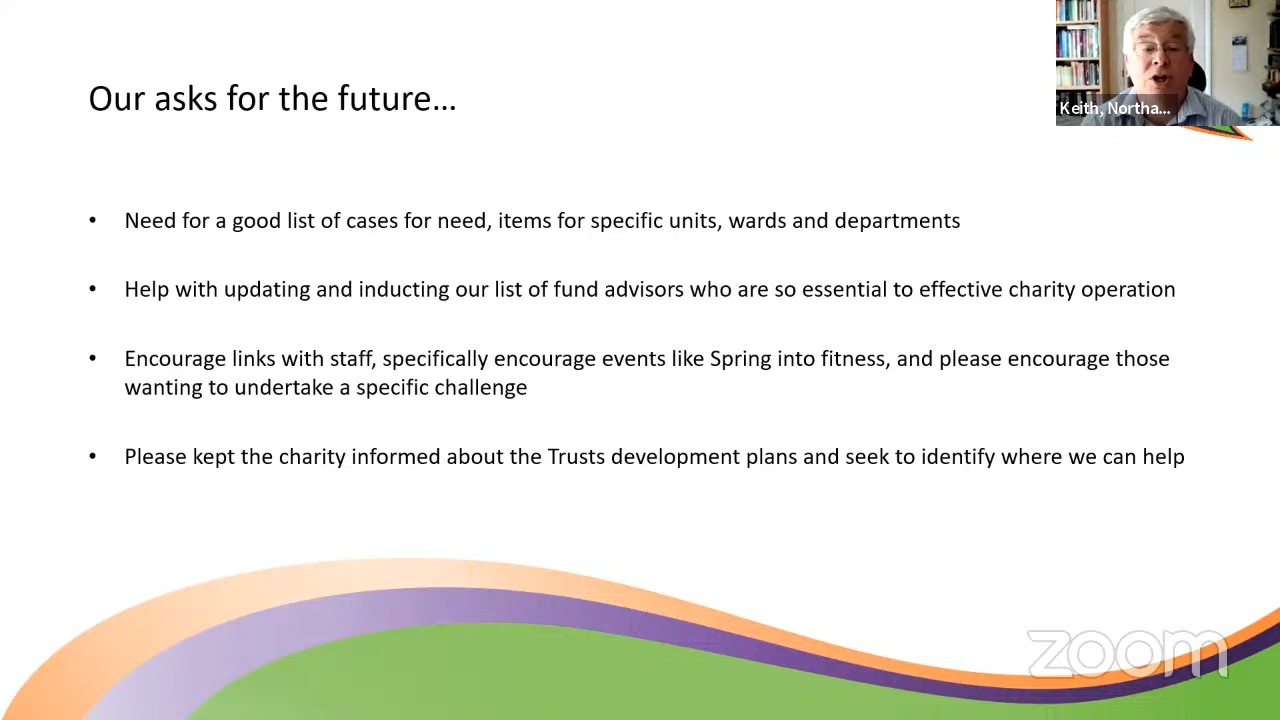 Our asks for the future…
Keith, Northa...
• Need for a good list of cases for need, items for specific units, wards and departments
• Help with updating and inducting our list of fund advisors who are so essential to effective charity operation
• Encourage links with staff, specifically encourage events like Spring into fitness, and please encourage those
wanting to undertake a specific challenge
• Please kept the charity informed about the Trusts development plans and seek to identify where we can help
zoom